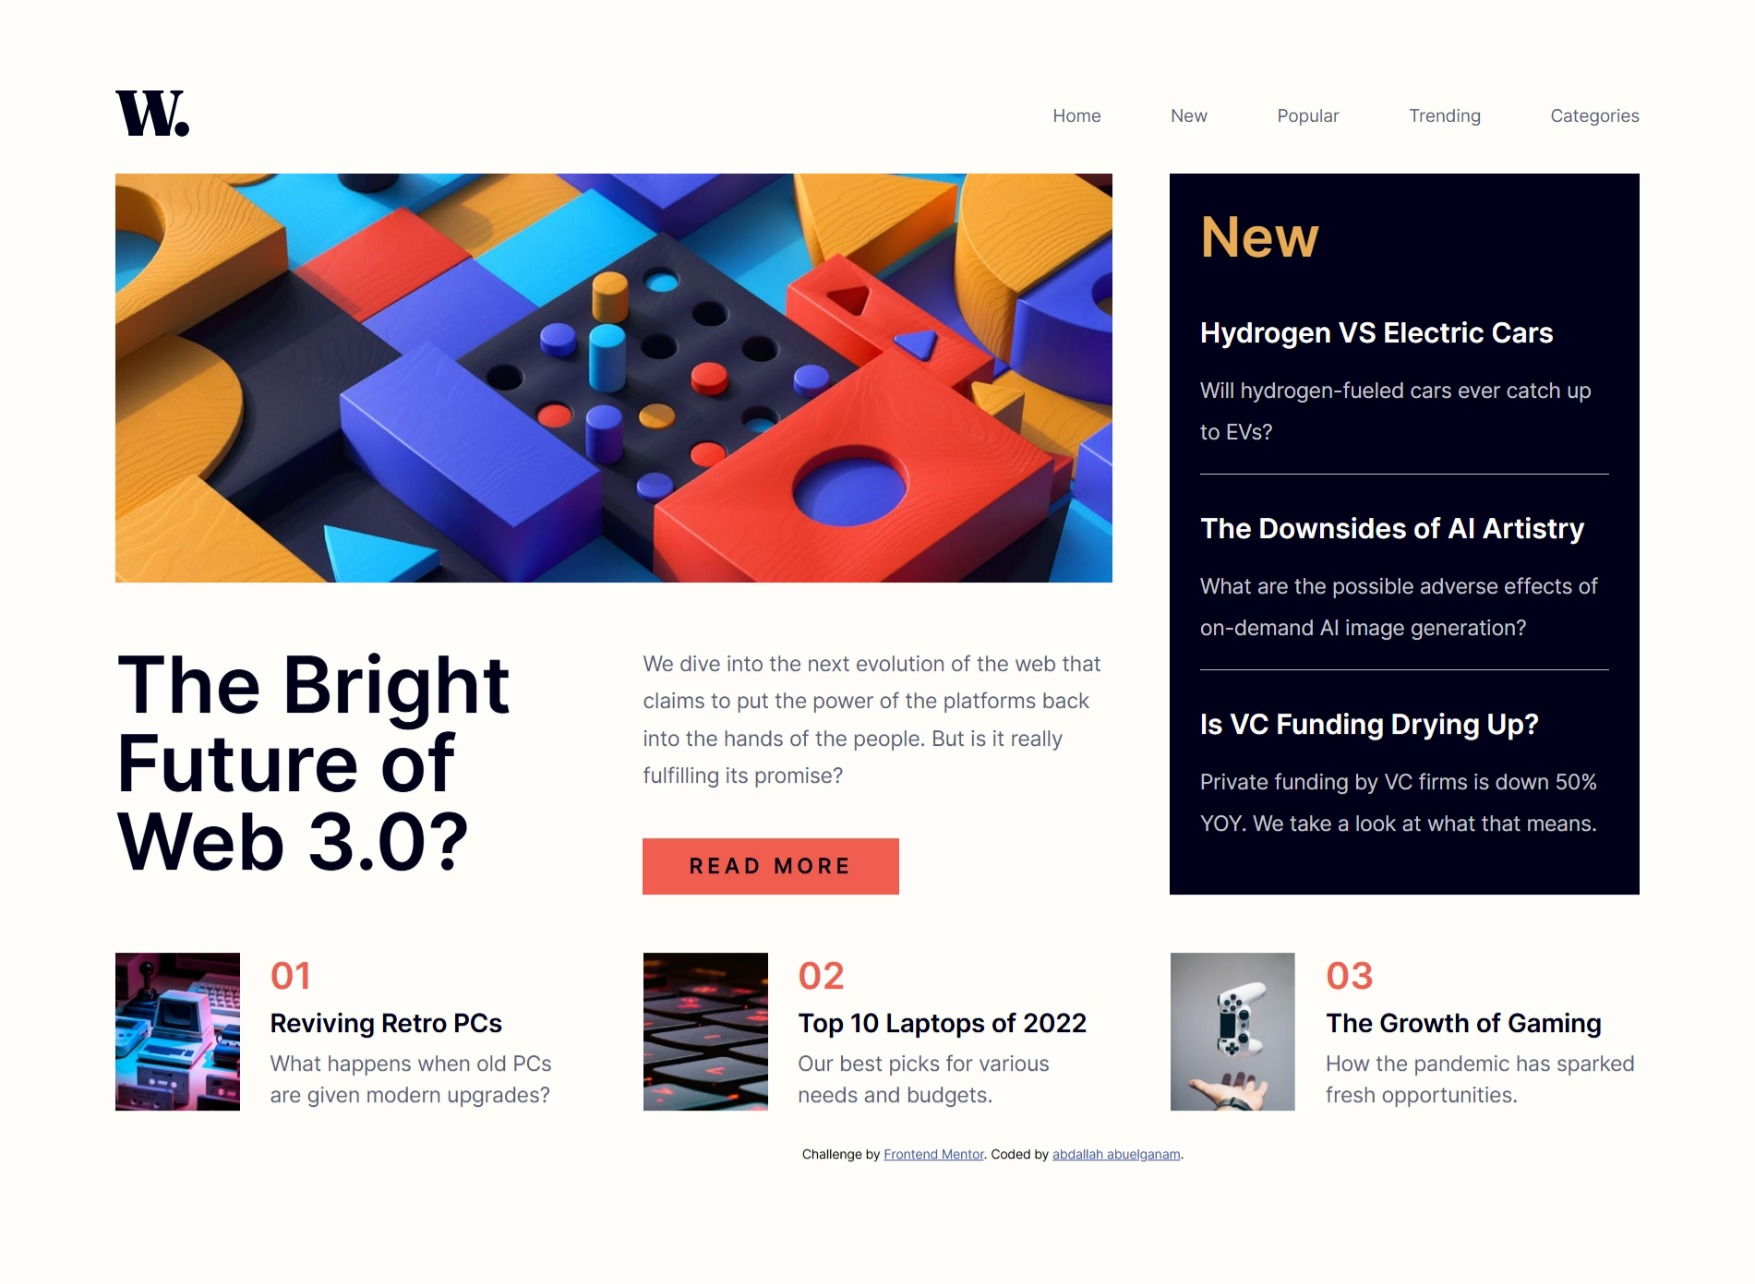 W.
Home
New
Popular
Trending
Categories
New
Hydrogen VS Electric Cars
Will hydrogen-fueled cars ever catch up
to EVs?
The Downsides of AI Artistry
What are the possible adverse effects of
on-demand AI image generation?
Is VC Funding Drying Up?
Private funding by VC firms is down 50%
YOY. We take a look at what that means.
The Bright
Future of
Web 3.0?
We dive into the next evolution of the web that
claims to put the power of the platforms back
into the hands of the people. But is it really
fulfilling its promise?
READ MORE
01
Reviving Retro PCs
What happens when old PCs
are given modern upgrades?
02
Top 10 Laptops of 2022
Our best picks for various
needs and budgets.
03
The Growth of Gaming
How the pandemic has sparked
fresh opportunities.
Challenge by Frontend Mentor. Coded by abdallah abuelganam.